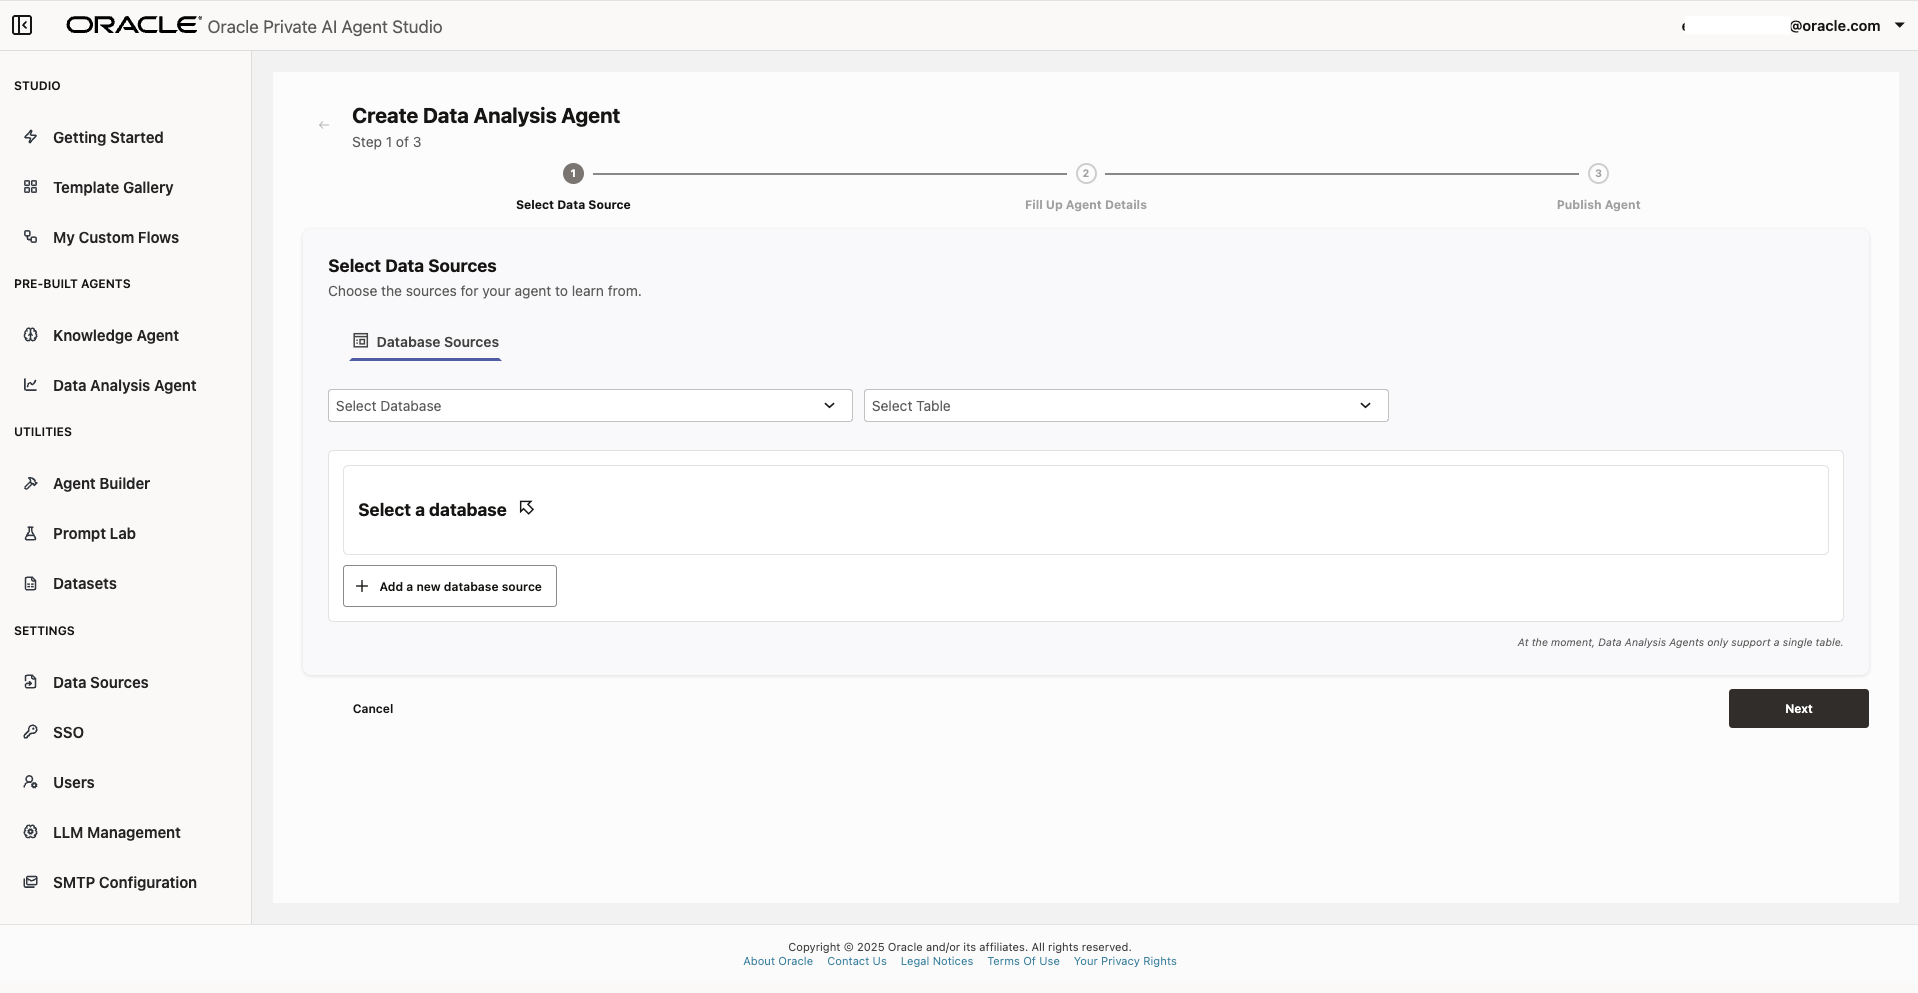 ORACLE Oracle Private AI Agent Studio
@oracle.com
STUDIO
Getting Started
Template Gallery
My Custom Flows
PRE-BUILT AGENTS
Knowledge Agent
Data Analysis Agent
UTILITIES
Agent Builder
Prompt Lab
Datasets
SETTINGS
Data Sources
SSO
Users
LLM Management
SMTP Configuration
Create Data Analysis Agent
Step 1 of 3
1 2 3
Select Data Source Fill Up Agent Details Publish Agent
Select Data Sources
Choose the sources for your agent to learn from.
Database Sources
Select Database Select Table
Select a database
Add a new database source
At the moment, Data Analysis Agents only support a single table.
Cancel Next
Copyright © 2025 Oracle and/or its affiliates. All rights reserved.
About Oracle Contact Us Legal Notices Terms Of Use Your Privacy Rights